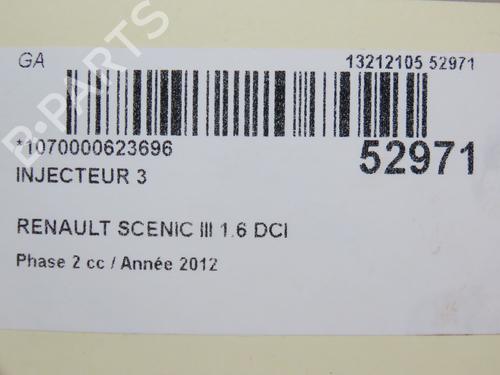 GA 13212105 52971
*1070000623696 52971
INJECTEUR 3
RENAULT SCENIC III 1.6 DCI
Phase 2 cc / Année 2012
B-PARTS